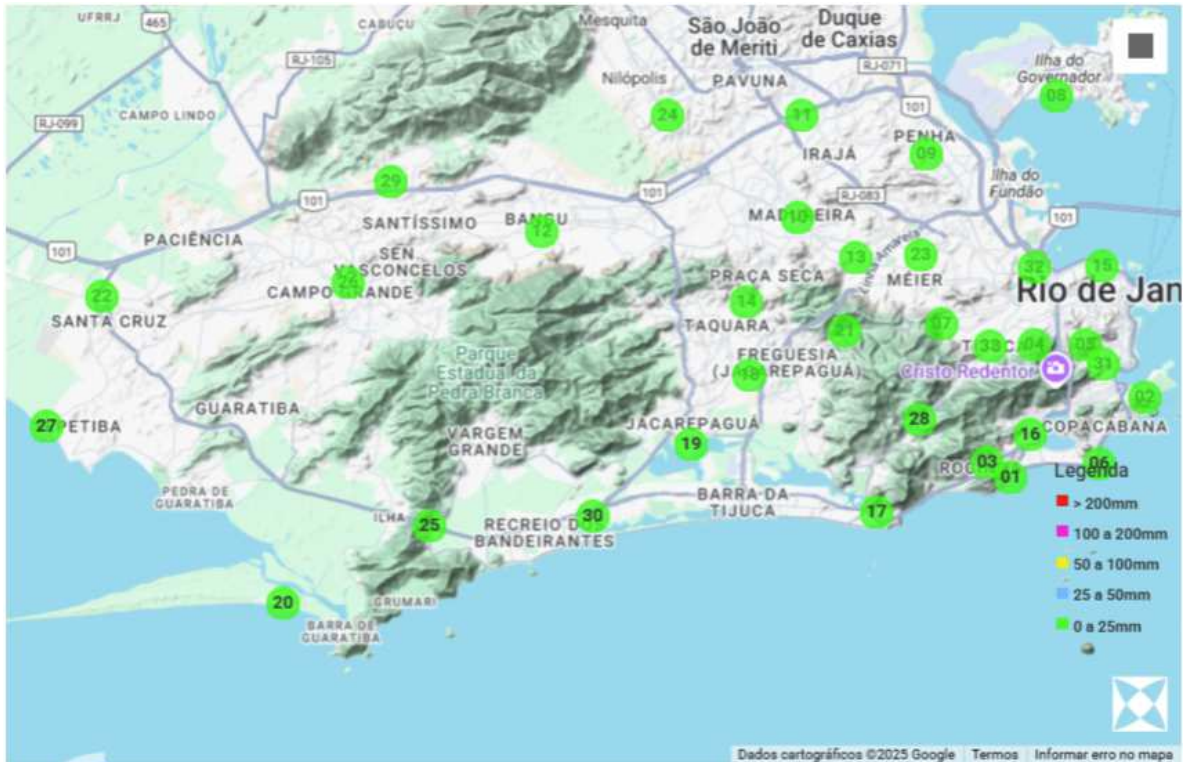 UFRRJ
465
CABUÇU
Mesquita
São João
de Meriti
Duque
de Caxias
RJ-071
Ilha do
Governador
08
RJ-105
Nilópolis
PAVUNA
24
11
101
RJ-099
CAMPO LINDO
PENHA
09
IRAJÁ
Ilha do
Fundão
29
101
101
RJ-083
101
SANTÍSSIMO
BANGU
12
10
PACIÊNCIA
101
SEN.
VASCONCELOS
CAMPO GRANDE
13
Linha Amarela
23
MÉIER
32
15
PRAÇA SECA
14
22
SANTA CRUZ
Rio de Jan
TAQUARA
21
07
33
04
31
Parque
Estadual da
Pedra Branca
FREGUESIA
(JACAREPAGUÁ)
18
Cristo Redentor
02
GUARATIBA
27
VARGEM
GRANDE
JACAREPAGUÁ
19
28
16
COPACABANA
03
01
06
Legenda
> 200mm
100 a 200mm
50 a 100mm
25 a 50mm
0 a 25mm
PEDRA DE
GUARATIBA
ILHA
25
RECREIO DOS
BANDEIRANTES
30
BARRA DA
TIJUCA
17
20
GRUMARI
BARRA DE
GUARATIBA
Dados cartográficos ©2025 Google
Termos
Informar erro no mapa